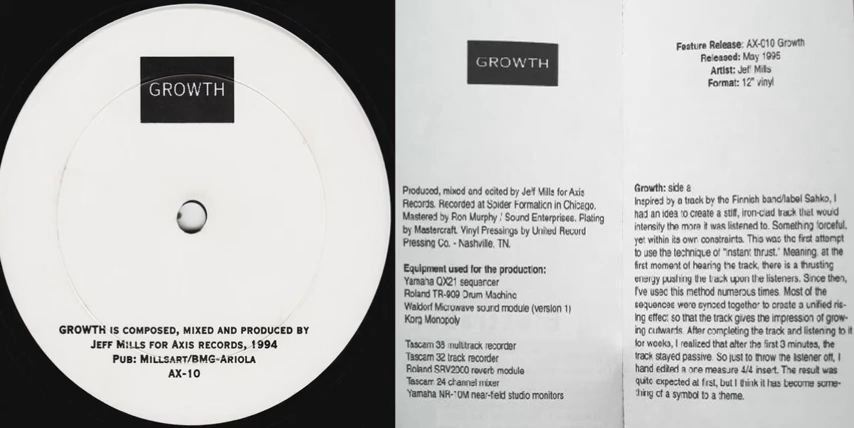 GROWTH
GROWTH IS COMPOSED, MIXED AND PRODUCED BY
JEFF MILLS FOR AXIS RECORDS, 1994
PUB: MILLSART/BMG-ARIOLA
AX-10
GROWTH
Produced, mixed and edited by Jeff Mills for Axis
Records. Recorded at Spider Formation in Chicago.
Mastered by Ron Murphy / Sound Enterprises. Plating
by Mastercraft. Vinyl Pressings by United Record
Pressing Co. - Nashville, TN.
Equipment used for the production:
Yamaha QX21 sequencer
Roland TR-909 Drum Machine
Waldorf Microwave sound module (version 1)
Korg Monopoly
Tascam 38 multitrack recorder
Tascam 32 track recorder
Roland SRV2000 reverb module
Tascam 24 channel mixer
Yamaha NR-10M near-field studio monitors
Feature Release: AX-010 Growth
Released: May 1995
Artist: Jeff Mills
Format: 12" vinyl
Growth: side a
Inspired by a track by the Finnich band/label Sahko, I
had an idea to create a stiff, iron-clad track that would
intensify the more it was listened to. Something forceful,
yet within its own constraints. This was the first attempt
to use the technique of "instant thrust." Meaning, at the
first moment of hearing the track, there is a thrusting
energy pushing the track upon the listeners. Since then,
I've used this method numerous times. Most of the
sequences were synced together to create a unified ris-
ing effect so that the track gives the impression of grow-
ing outwards. After completing the track and listening to it
for weeks, I realized that after the first 3 minutes, the
track stayed passive. So just to throw the listener off, I
hand edited a one measure 4/4 insert. The result was
quite expected at first, but I think it has become some-
thing of a symbol to a theme.